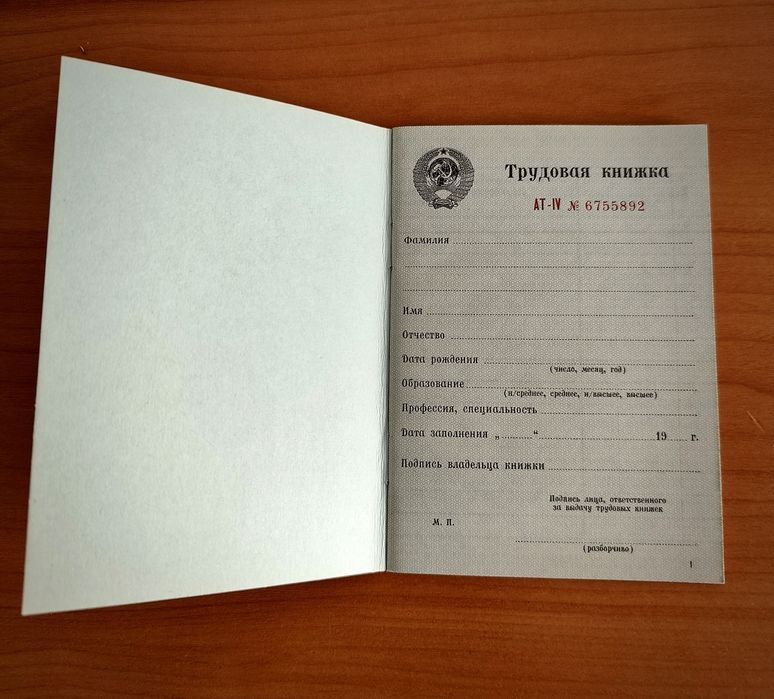 Трудовая книжка
АТ-IV № 6755892
Фамилия
Имя
Отчество
Дата рождения
(число, месяц, год)
Образование
(н/среднее, среднее, н/высшее, высшее)
Профессия, специальность
Дата заполнения „ “ 19 г.
Подпись владельца книжки
Подпись лица, ответственного
за выдачу трудовых книжек
М. П.
(разборчиво)
1